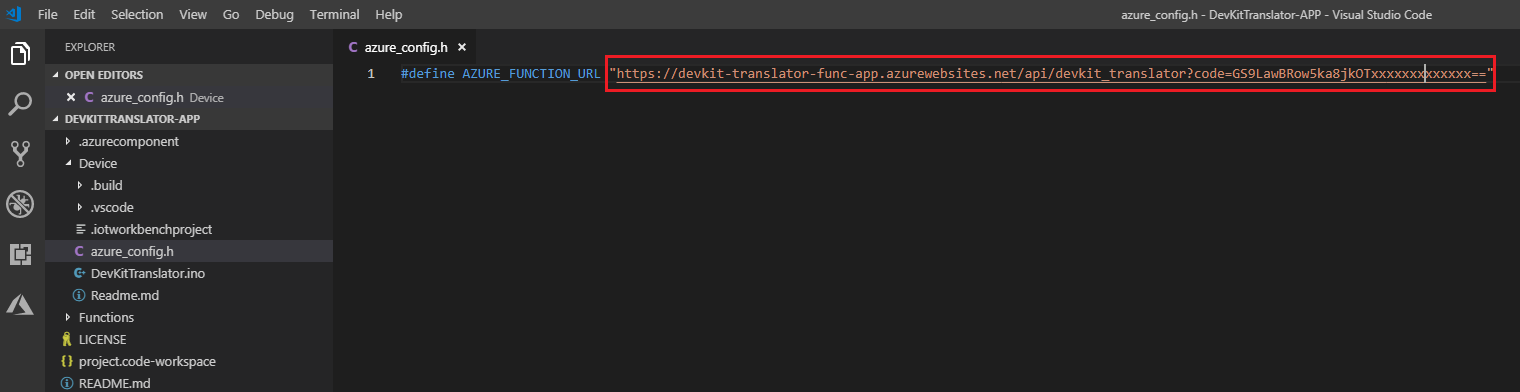 File Edit Selection View Go Debug Terminal Help azure_config.h - DevKitTranslator-APP - Visual Studio Code
EXPLORER
C azure_config.h ×
OPEN EDITORS
× C azure_config.h Device
DEVKITTRANSLATOR-APP
.azurecomponent
Device
.build
.vscode
.iotworkbenchproject
C azure_config.h
DevKitTranslator.ino
Readme.md
Functions
LICENSE
{} project.code-workspace
README.md
1 #define AZURE_FUNCTION_URL "https://devkit-translator-func-app.azurewebsites.net/api/devkit_translator?code=GS9LawBRow5ka8jkOTxxxxxxxxxxxxx=="